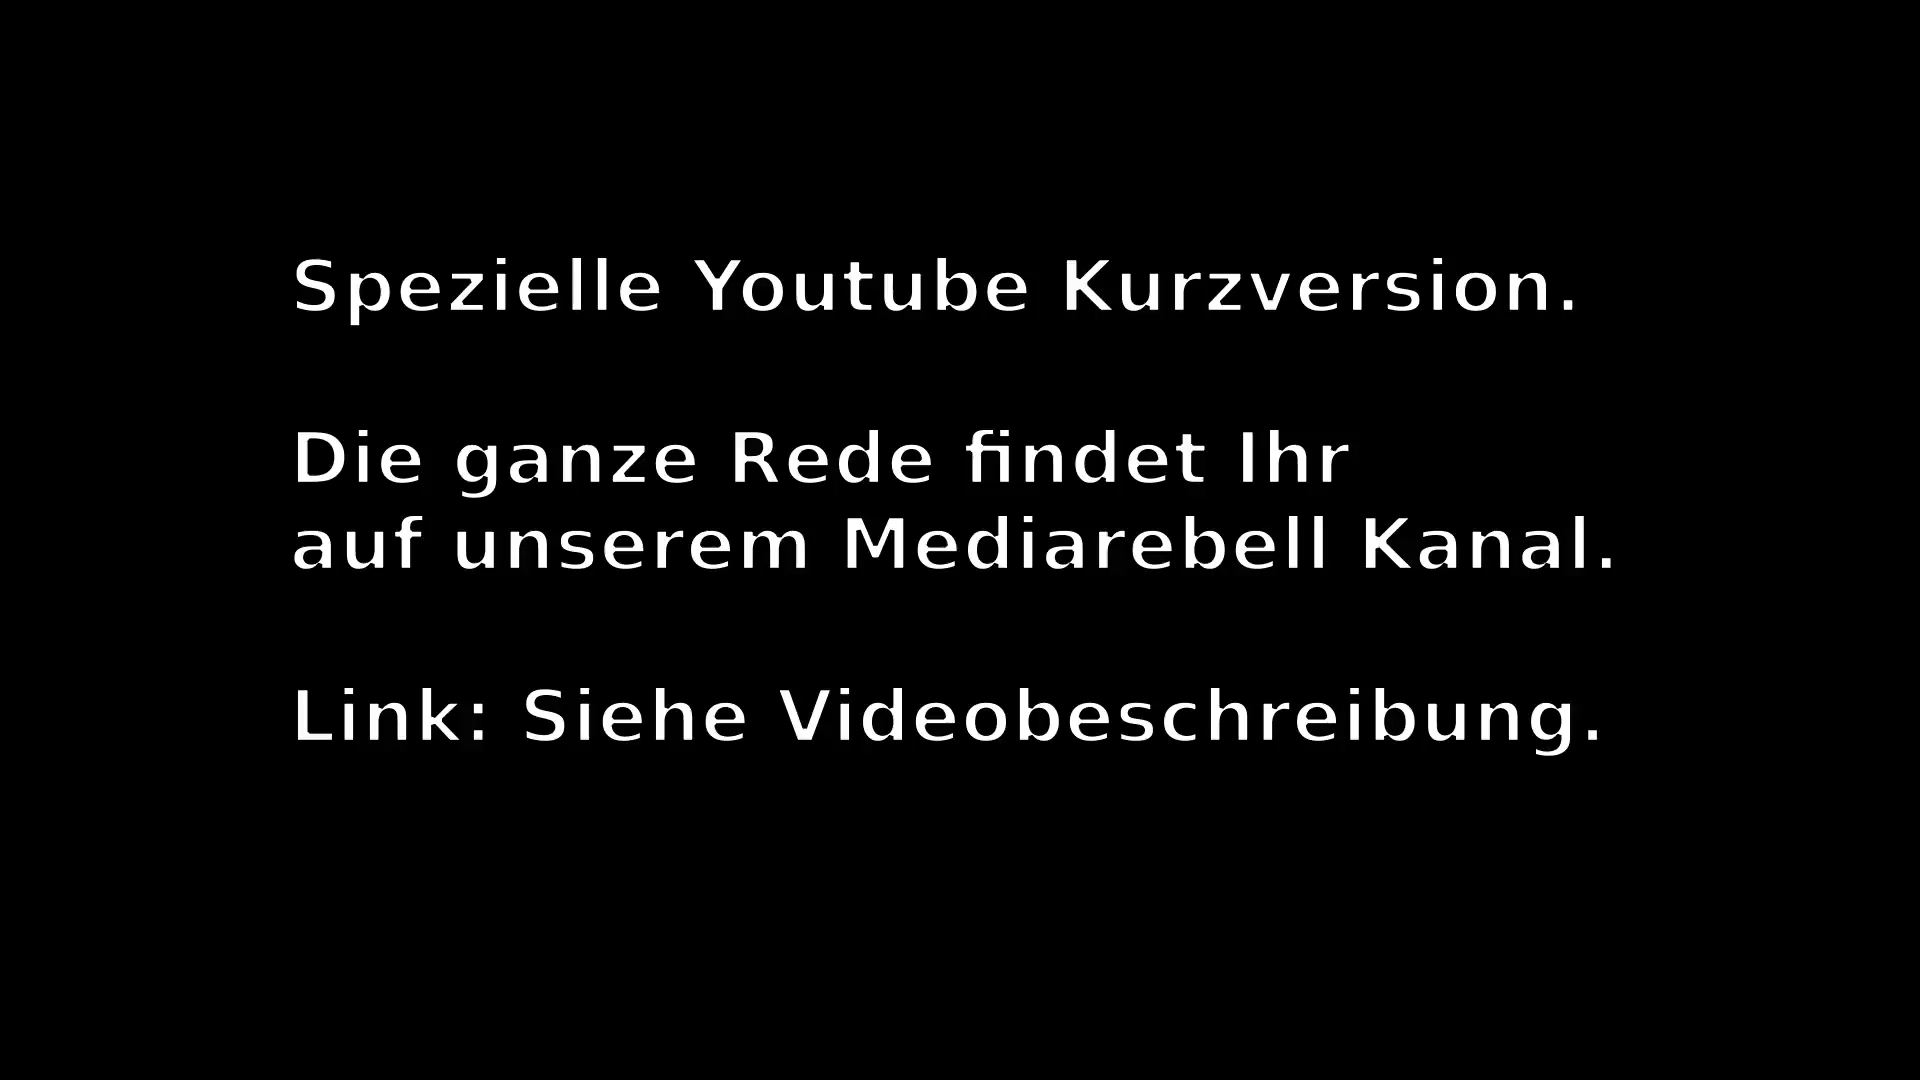 Spezielle Youtube Kurzversion.
Die ganze Rede findet Ihr
auf unserem Mediarebell Kanal.
Link: Siehe Videobeschreibung.